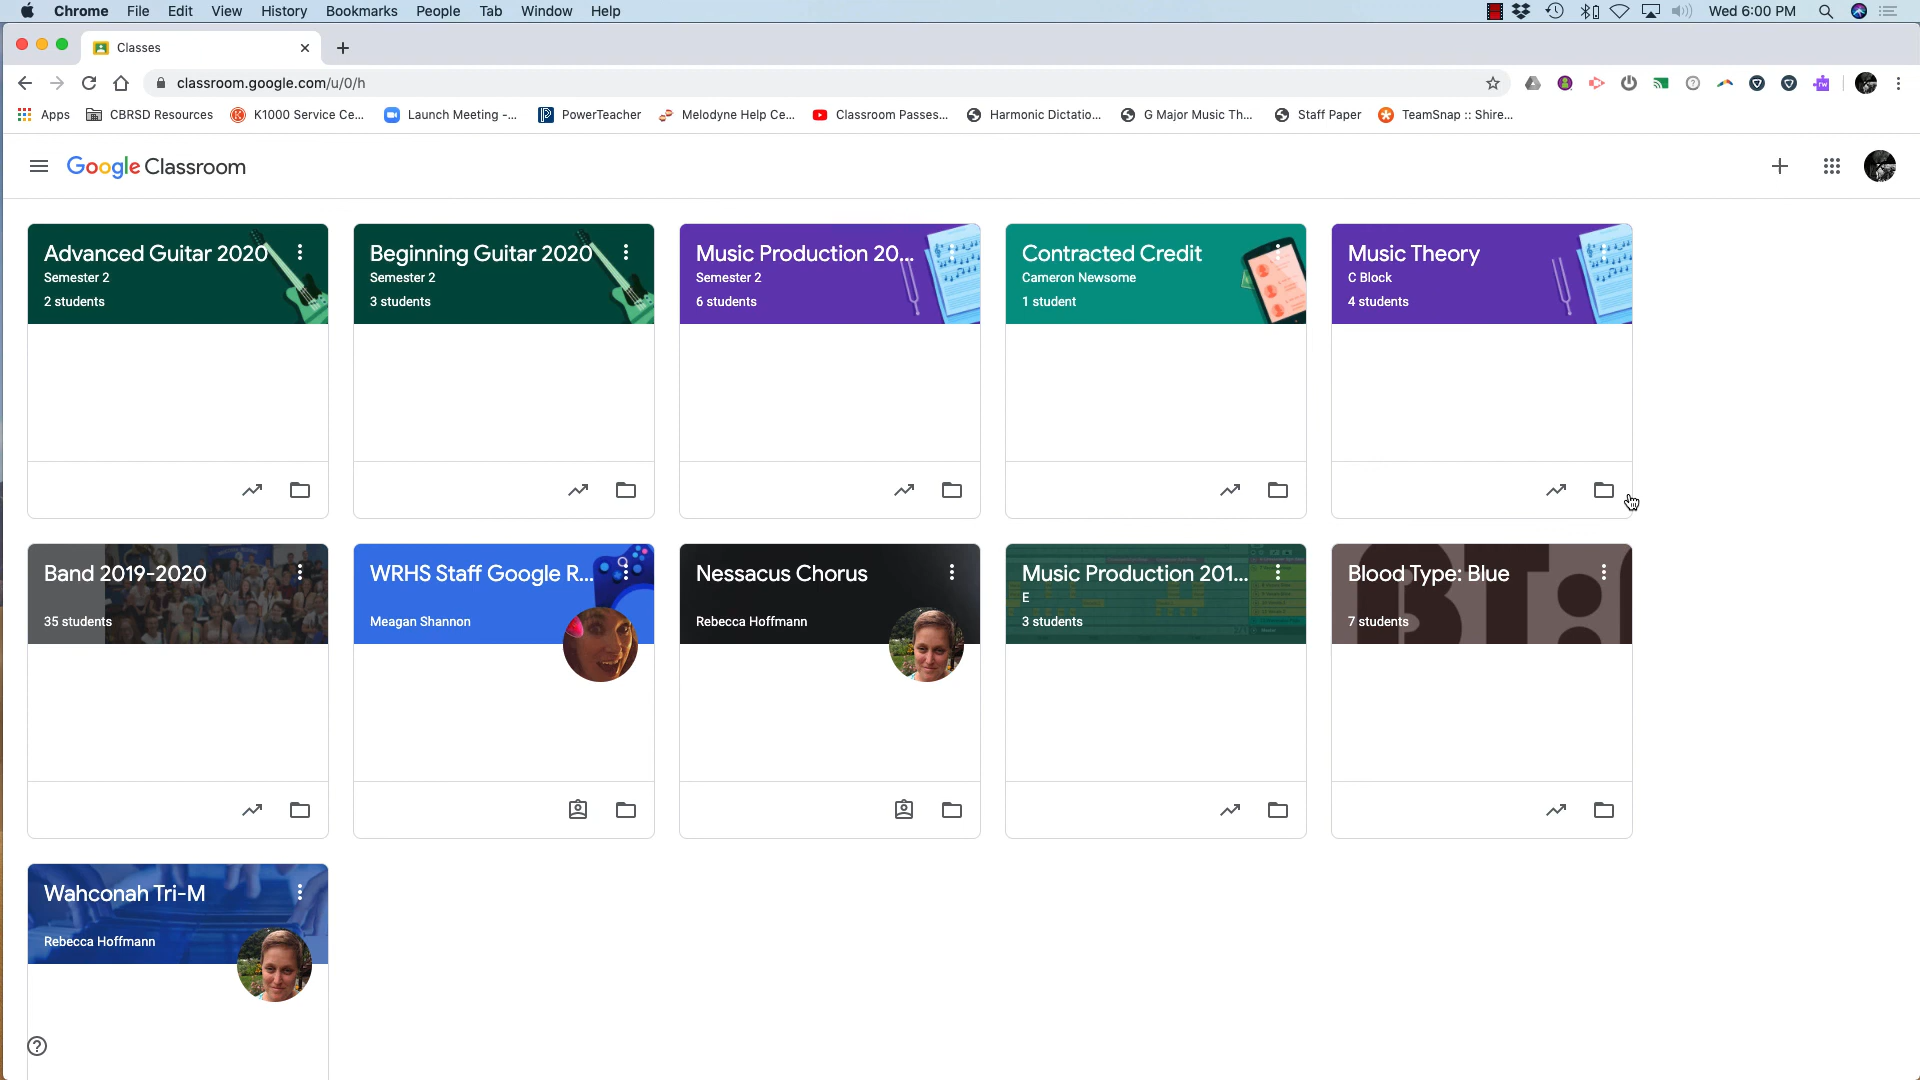 Chrome File Edit View History Bookmarks People Tab Window Help Wed 6:00 PM
Classes
classroom.google.com/u/0/h
Apps CBRSD Resources K1000 Service Ce... Launch Meeting -... PowerTeacher Melodyne Help Ce... Classroom Passes... Harmonic Dictatio... G Major Music Th... Staff Paper TeamSnap :: Shire...
Google Classroom
Advanced Guitar 2020
Semester 2
2 students
Beginning Guitar 2020
Semester 2
3 students
Music Production 20...
Semester 2
6 students
Contracted Credit
Cameron Newsome
1 student
Music Theory
C Block
4 students
Band 2019-2020
35 students
WRHS Staff Google R...
Meagan Shannon
Nessacus Chorus
Rebecca Hoffmann
Music Production 201...
E
3 students
Blood Type: Blue
7 students
BT:
Wahconah Tri-M
Rebecca Hoffmann